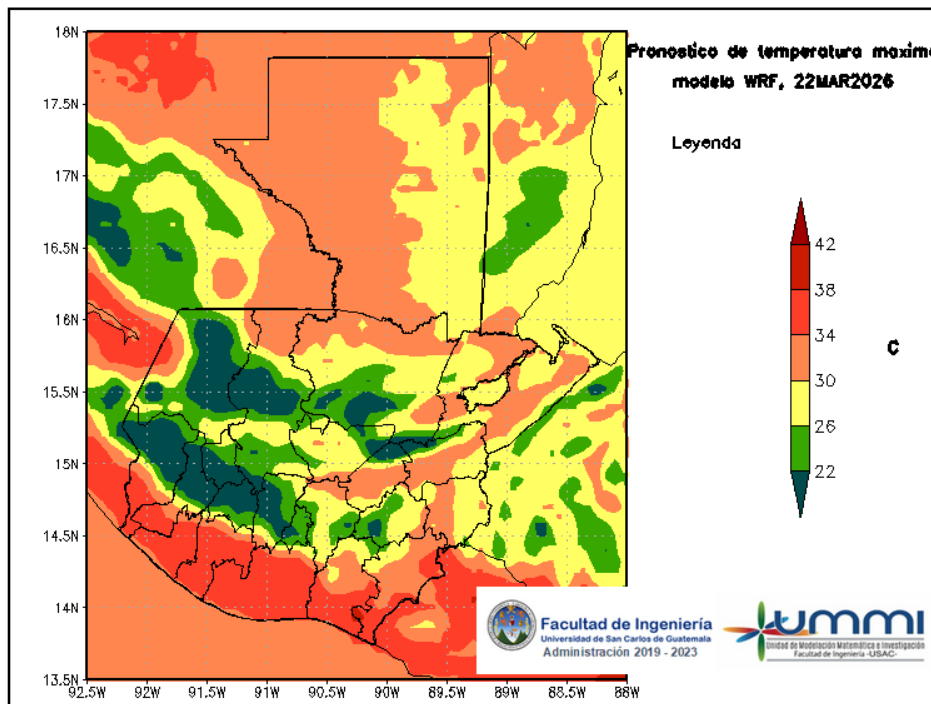 Pronostico de temperatura maxima
modelo WRF, 22MAR2026
Leyenda
42
38
34
30
26
22
C
18N
17.5N
17N
16.5N
16N
15.5N
15N
14.5N
14N
13.5N
92.5W 92W 91.5W 91W 90.5W 90W 89.5W 89W 88.5W 88W
Facultad de Ingeniería
Universidad de San Carlos de Guatemala
Administración 2019 - 2023
ummi
Unidad de Modelación Matemática e Investigación
Facultad de Ingeniería -USAC-